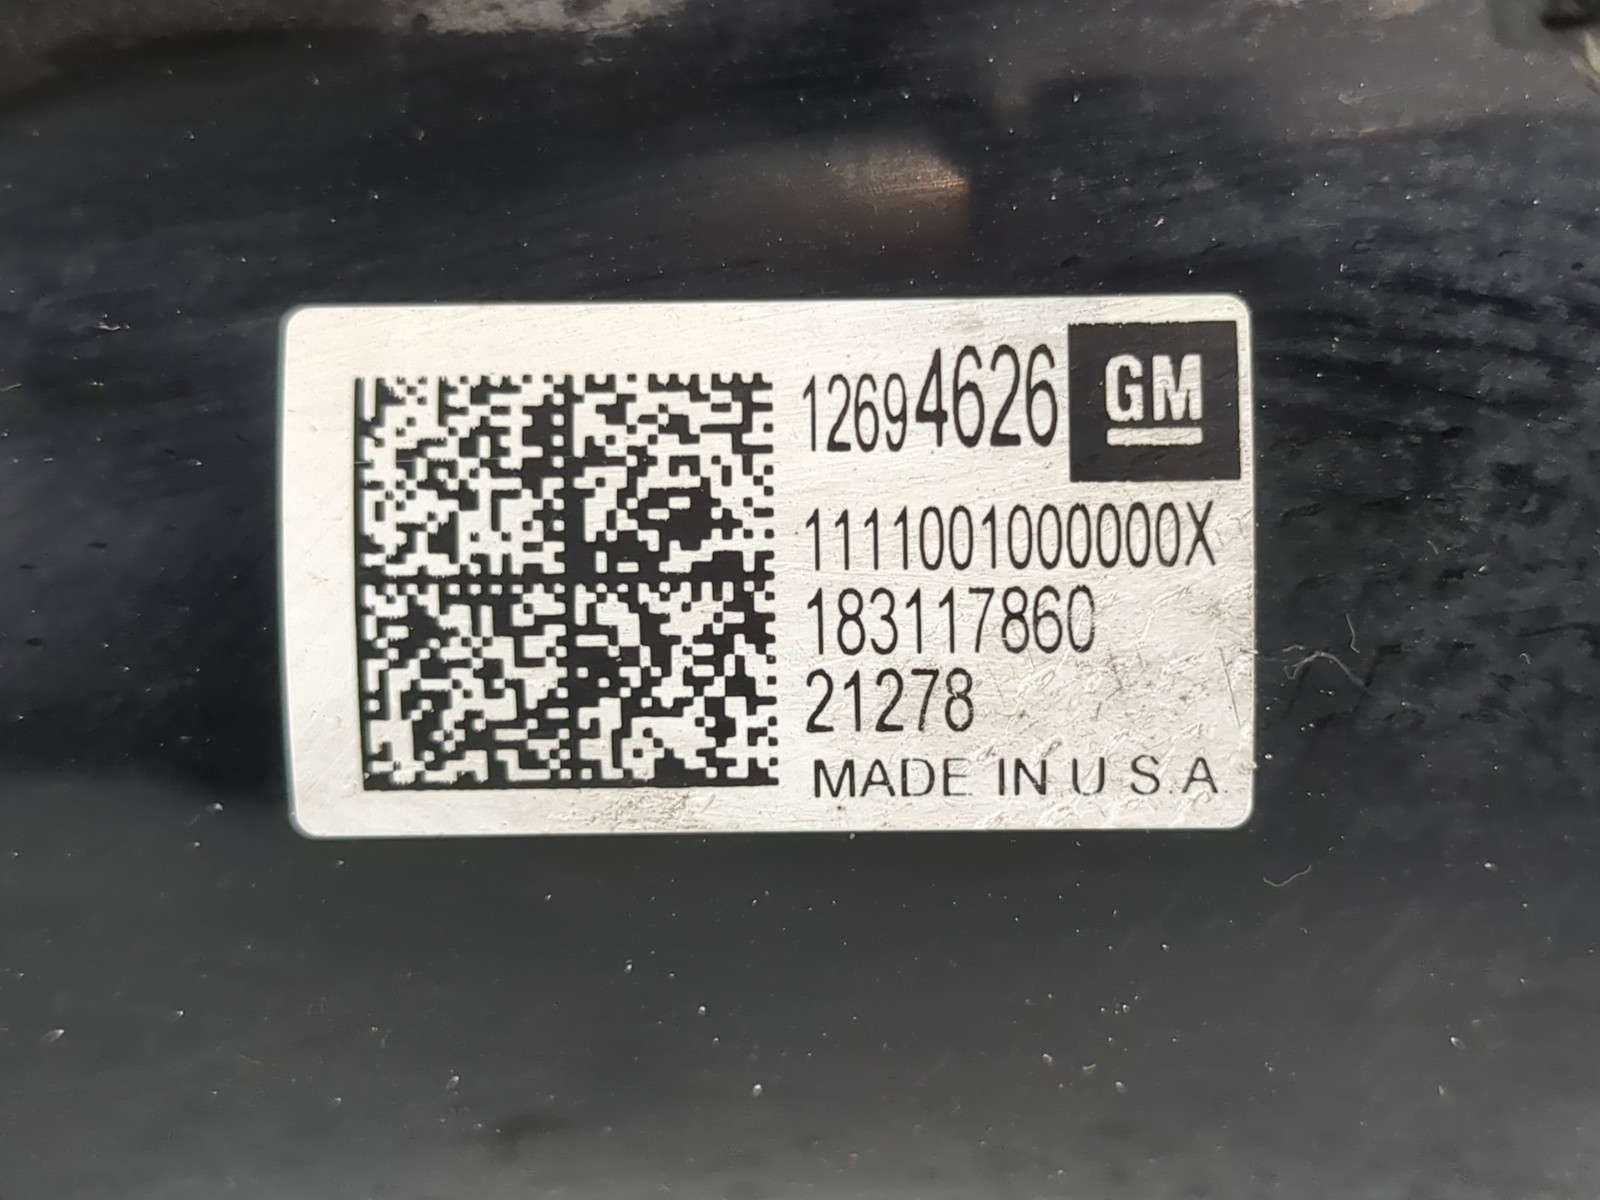 12694626 GM
1111001000000X
183117860
21278
MADE IN U.S.A.